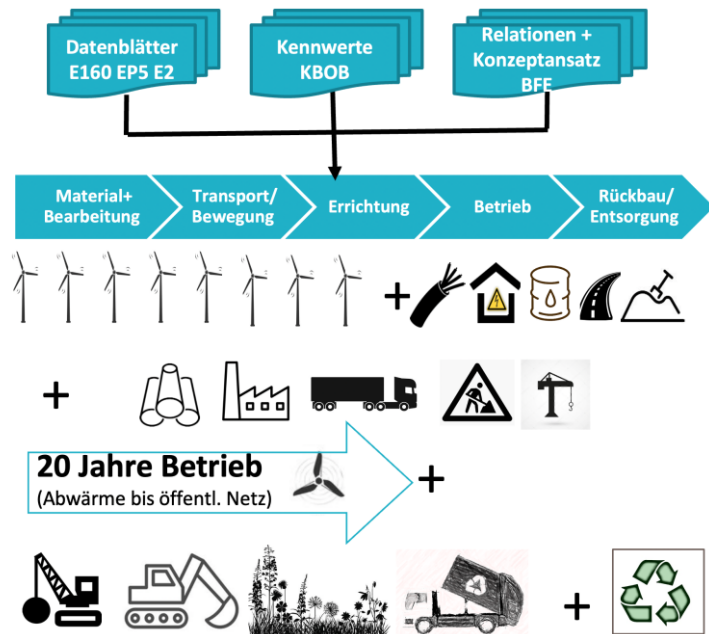 Datenblätter
E160 EP5 E2
Kennwerte
KBOB
Relationen +
Konzeptansatz
BFE
Material+
Bearbeitung
Transport/
Bewegung
Errichtung
Betrieb
Rückbau/
Entsorgung
+
+
20 Jahre Betrieb
(Abwärme bis öffentl. Netz)
+
+